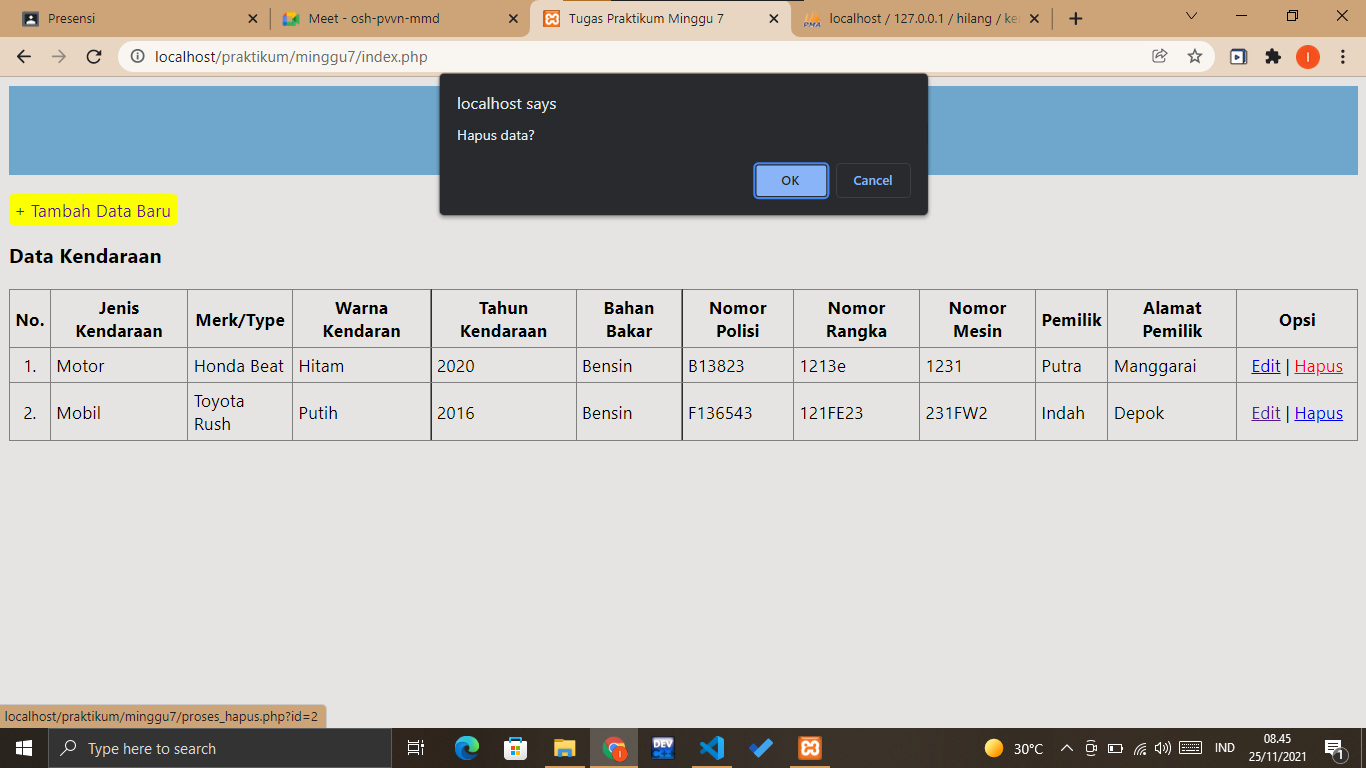 Presensi
Meet - osh-pvvn-mmd
Tugas Praktikum Minggu 7
localhost / 127.0.0.1 / hilang / ke
localhost/praktikum/minggu7/index.php
I
localhost says
Hapus data?
OK Cancel
+ Tambah Data Baru
Data Kendaraan
No. Jenis Kendaraan Merk/Type Warna Kendaran Tahun Kendaraan Bahan Bakar Nomor Polisi Nomor Rangka Nomor Mesin Pemilik Alamat Pemilik Opsi
1. Motor Honda Beat Hitam 2020 Bensin B13823 1213e 1231 Putra Manggarai Edit | Hapus
2. Mobil Toyota Rush Putih 2016 Bensin F136543 121FE23 231FW2 Indah Depok Edit | Hapus
localhost/praktikum/minggu7/proses_hapus.php?id=2
Type here to search
DEV
30°C
IND
08.45
25/11/2021
1